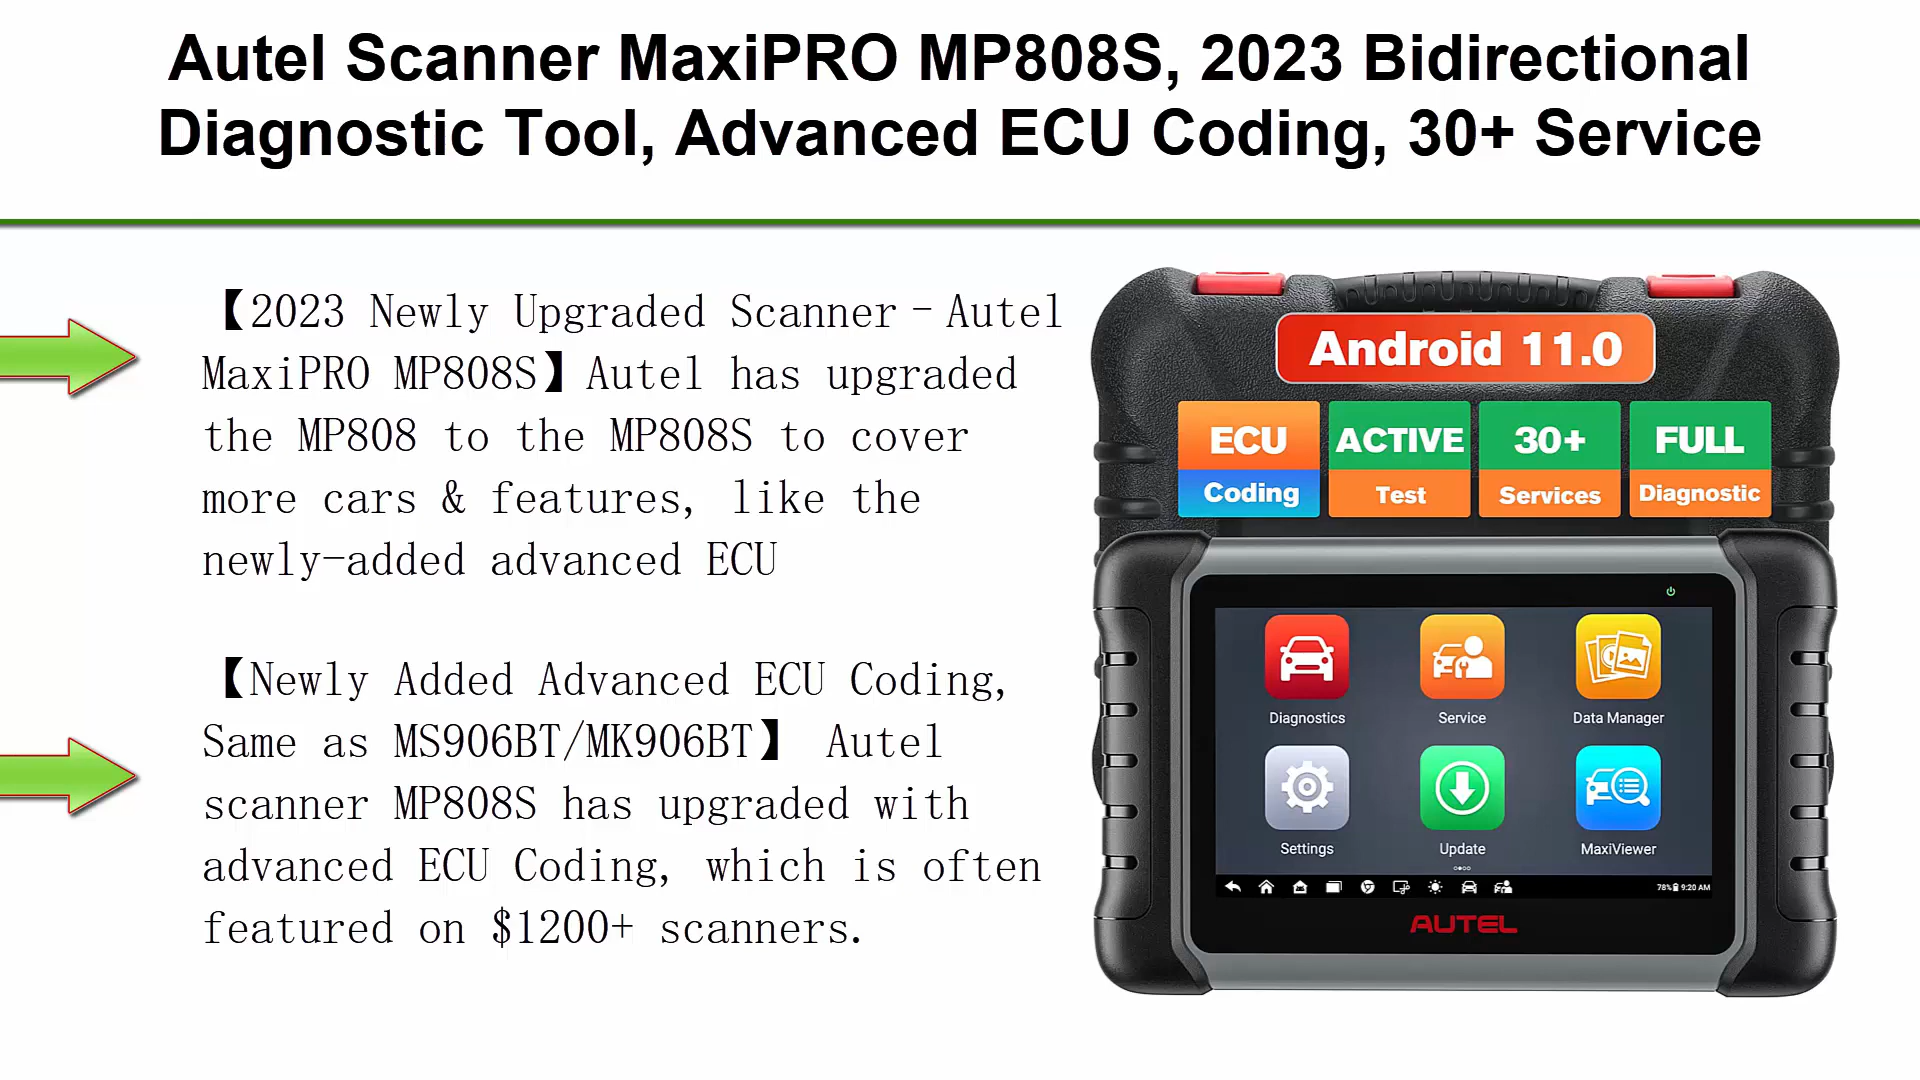 Autel Scanner MaxiPRO MP808S, 2023 Bidirectional
Diagnostic Tool, Advanced ECU Coding, 30+ Service
【2023 Newly Upgraded Scanner–Autel
MaxiPRO MP808S】Autel has upgraded
the MP808 to the MP808S to cover
more cars & features, like the
newly-added advanced ECU
【Newly Added Advanced ECU Coding,
Same as MS906BT/MK906BT】 Autel
scanner MP808S has upgraded with
advanced ECU Coding, which is often
featured on $1200+ scanners.
Android 11.0
ECU ACTIVE 30+ FULL
Coding Test Services Diagnostic
Diagnostics Service Data Manager
Settings Update MaxiViewer
78% 9:20 AM
AUTEL